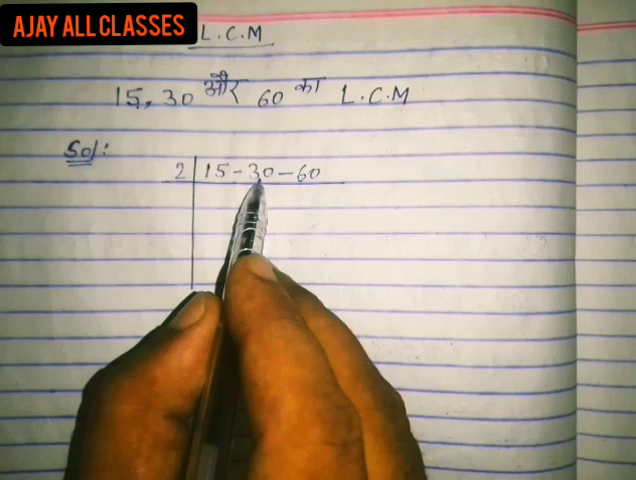 AJAY ALL CLASSES
L.C.M
15, 30 और 60 का L.C.M
Sol:
2 15-30-60